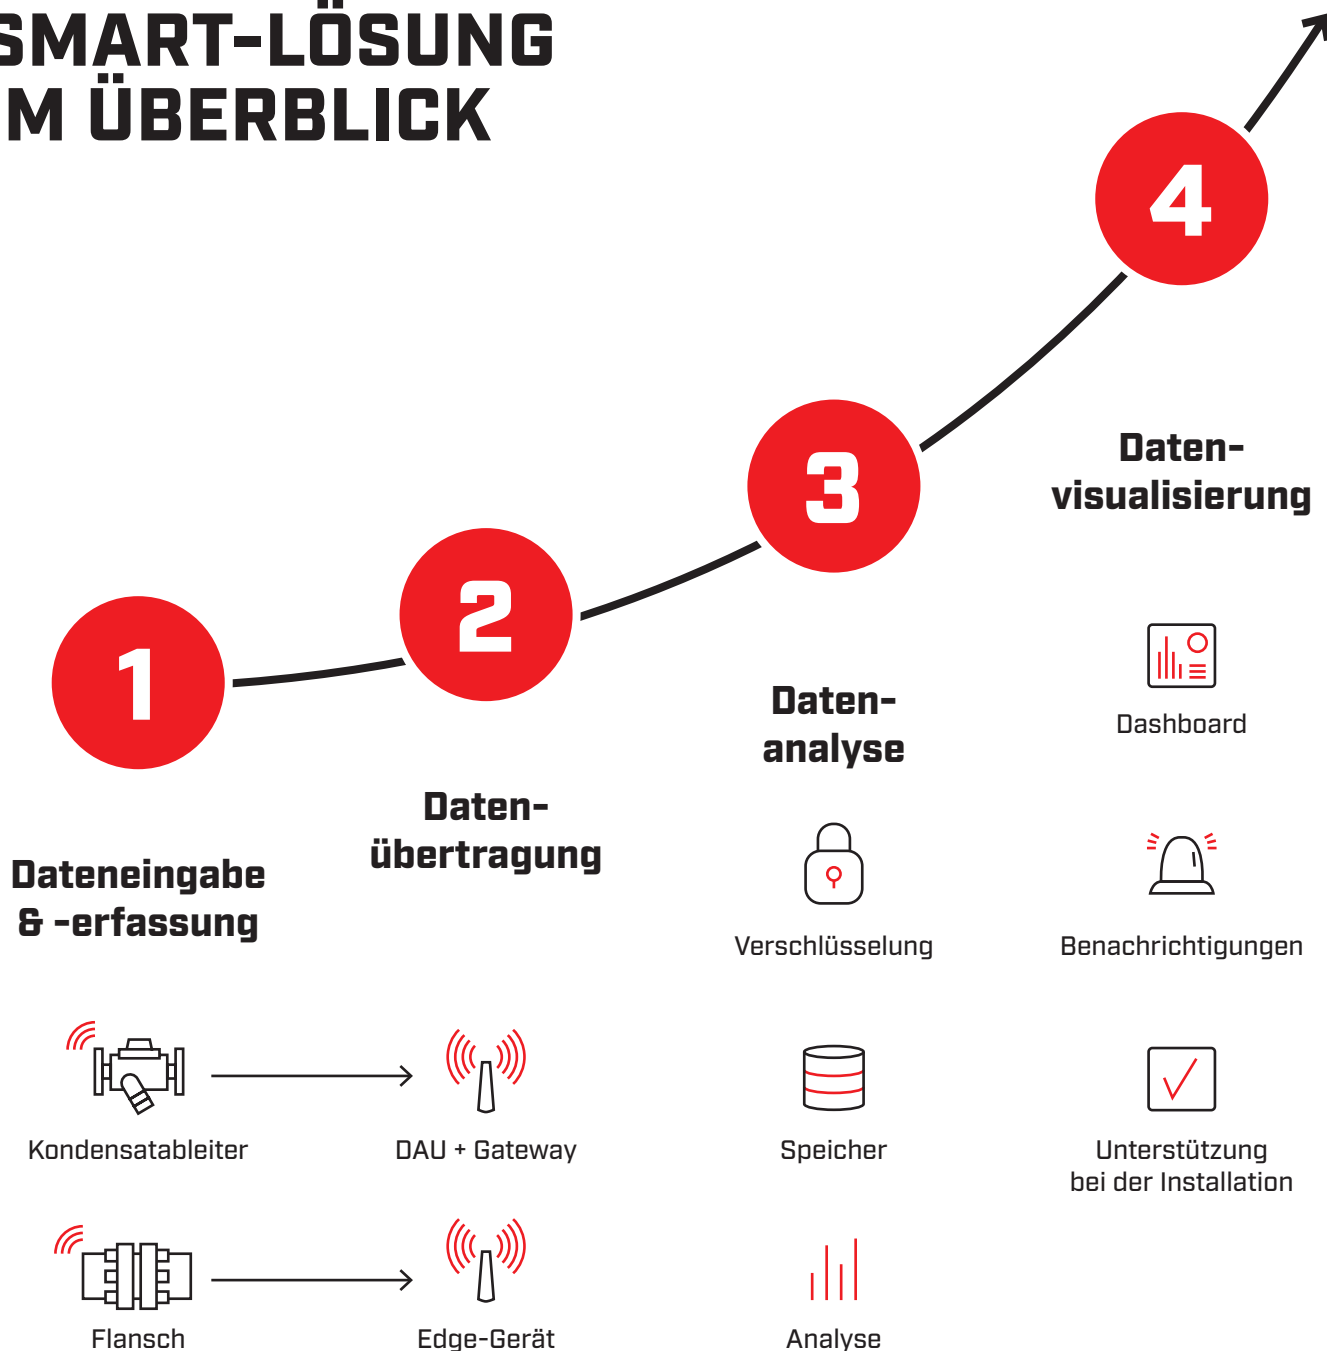 SMART-LÖSUNG
M ÜBERBLICK
4
3
2
1
Daten-
visualisierung
Dashboard
Benachrichtigungen
Unterstützung
bei der Installation
Daten-
analyse
Verschlüsselung
Speicher
Analyse
Daten-
übertragung
DAU + Gateway
Edge-Gerät
Dateneingabe
& -erfassung
Kondensatableiter
Flansch